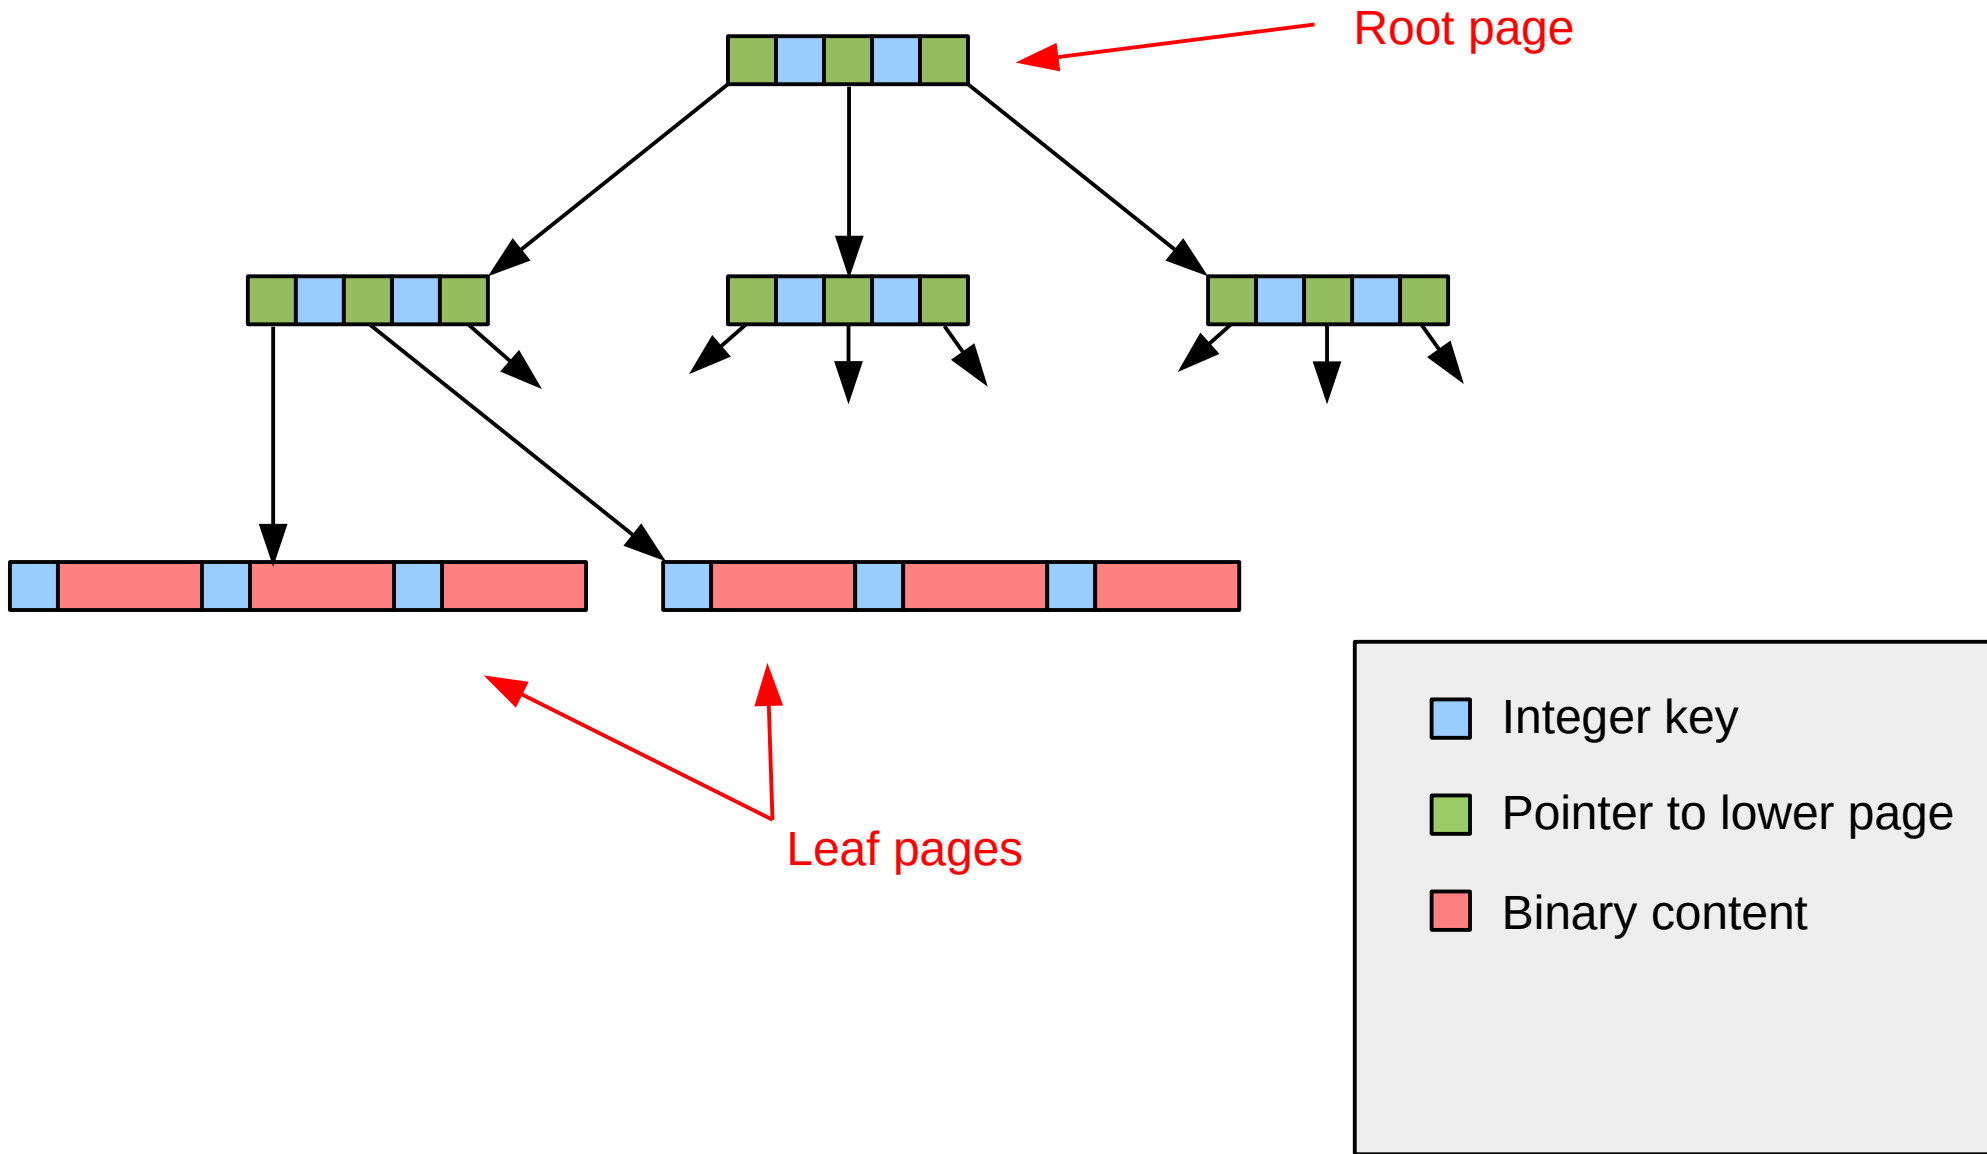 Root page
Leaf pages
Integer key
Pointer to lower page
Binary content